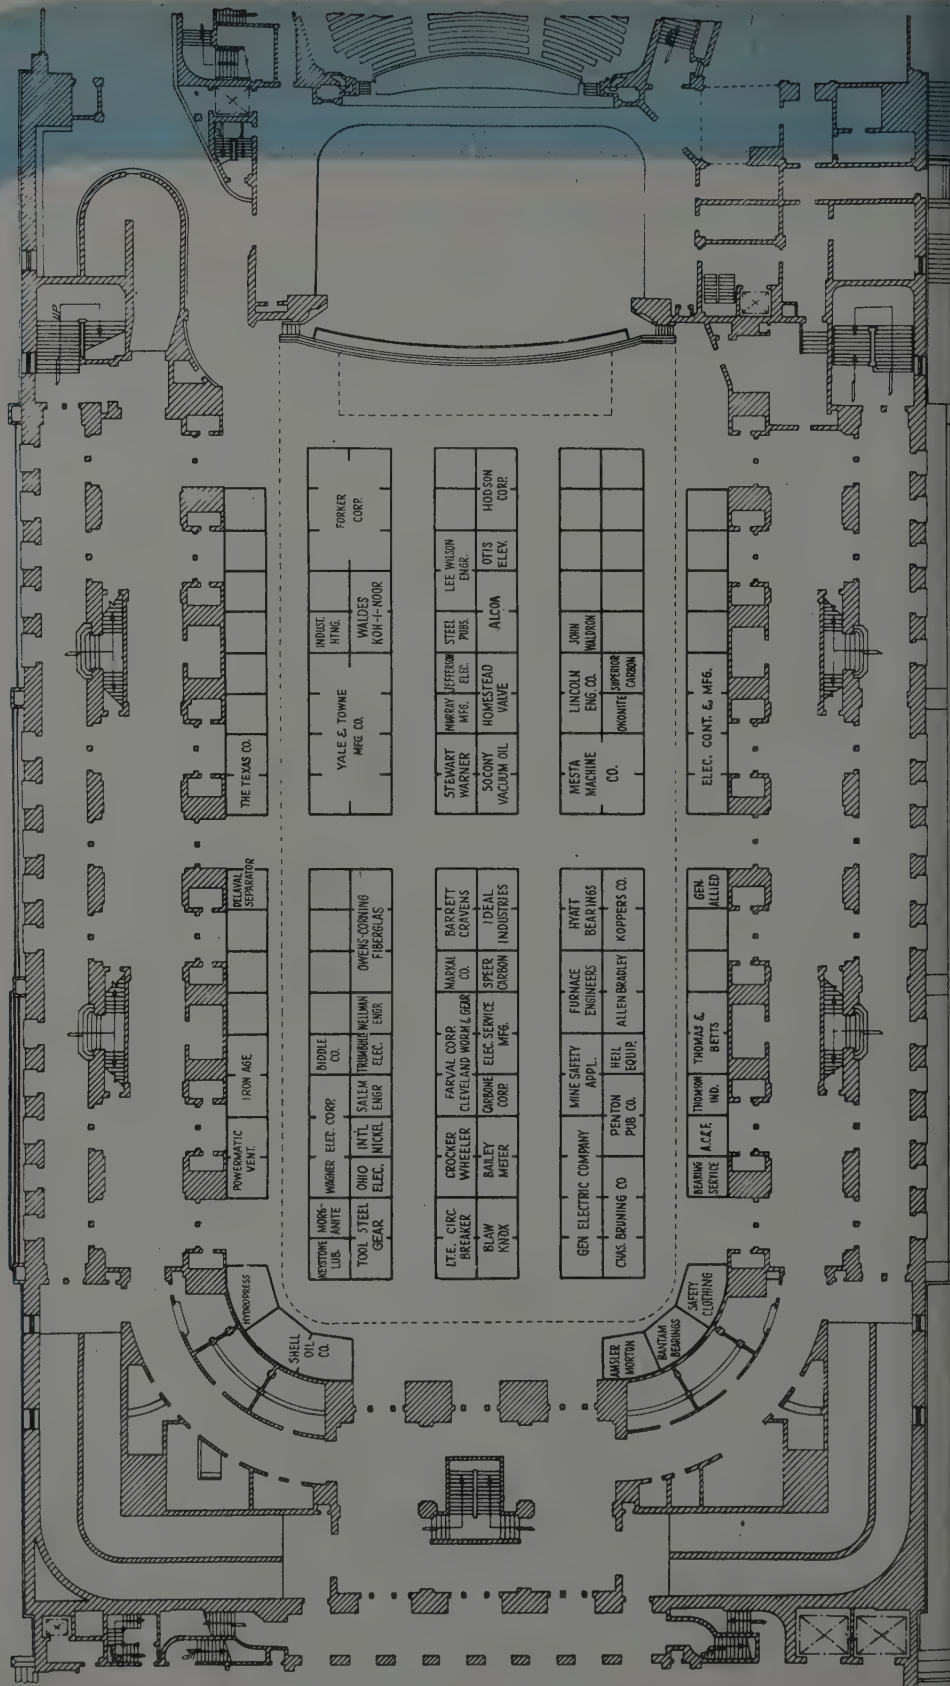 FORKER
CORP.
HODSON
CORP.
LEE WILSON
ENGR.
OTIS
ELEV.
INDUST.
HTNG.
WALDES
KOH-I-NOOR
STEEL
PUBS.
ALCOA
JOHN
WALDRON
YALE & TOWNE
MFG CO.
MURRAY
MFG.
JEFFERSON
ELEC.
HOMESTEAD
VALVE
LINCOLN
ENG. CO.
OKONITE
SUPERIOR
CARBON
ELEC. CONT. & MFG.
THE TEXAS CO.
STEWART
WARNER
SOCONY
VACUUM OIL
MESTA
MACHINE
CO.
DELAVAL
SEPARATOR
OWENS-CORNING
FIBERGLAS
BARRETT
CRAVENS
IDEAL
INDUSTRIES
HYATT
BEARINGS
KOPPERS CO.
GEN.
ALLIED
MARKAL
CO.
SPEER
CARBON
FURNACE
ENGINEERS
ALLEN BRADLEY
IRON AGE
BIDDLE
CO.
TRUMBULL
ELEC.
WELLMAN
ENGR
FARVAL CORP.
CLEVELAND WORM & GEAR
ELEC. SERVICE
MFG.
MINE SAFETY
APPL.
HEIL
EQUIP.
THOMAS &
BETTS
POWERMATIC
VENT.
WAGNER ELEC. CORP.
SALEM
ENGR
CARBONE
CORP.
PENTON
PUB CO.
THOMSON
IND.
OHIO
ELEC.
INT'L
NICKEL
CROCKER
WHEELER
BAILEY
METER
GEN ELECTRIC COMPANY
A.C.& F.
BEARING
SERVICE
KEYSTONE
LUB.
MORG-
ANITE
TOOL STEEL
GEAR
I.T.E. CIRC
BREAKER
BLAW
KNOX
CHAS. BRUNING CO
HYDROPRESS
SHELL
OIL
CO.
AMSLER
MORTON
BANTAM
BEARINGS
SAFETY
CLOTHING